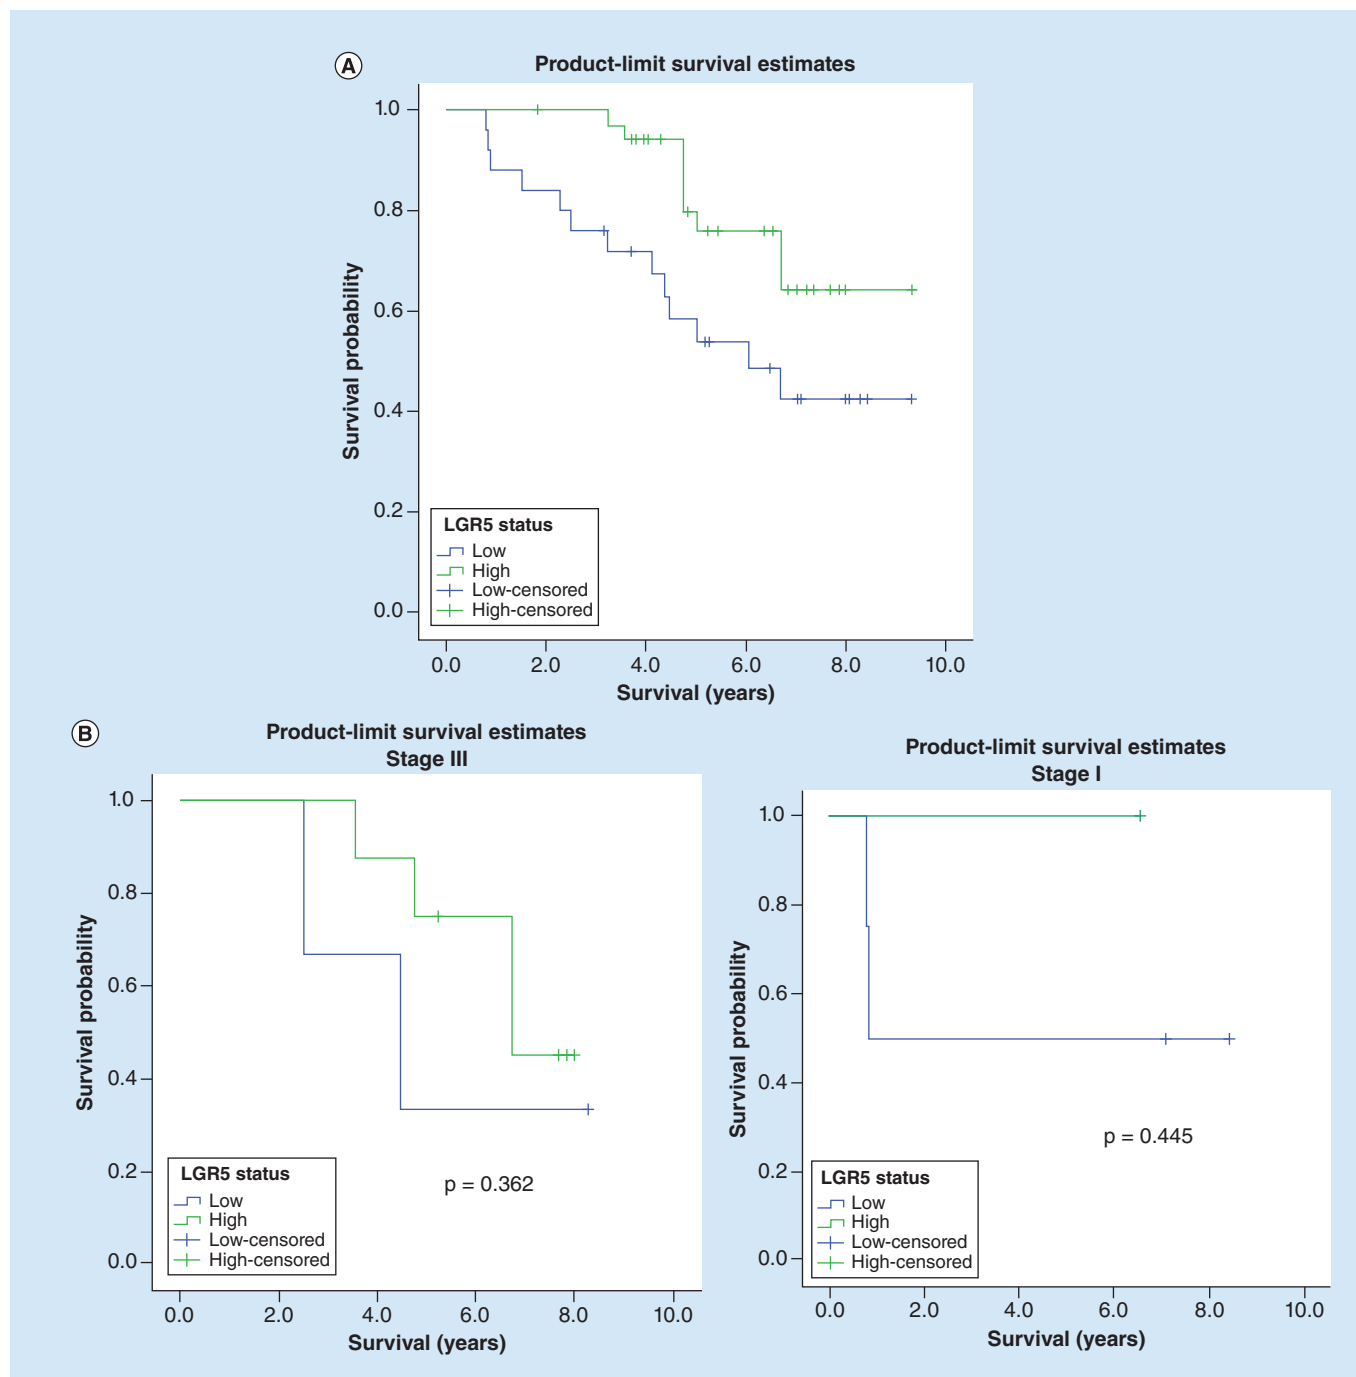 A
Product-limit survival estimates
1.0
0.8
0.6
0.4
0.2
0.0
Survival probability
LGR5 status
Low
High
Low-censored
High-censored
0.0 2.0 4.0 6.0 8.0 10.0
Survival (years)
B
Product-limit survival estimates
Stage III
1.0
0.8
0.6
0.4
0.2
0.0
Survival probability
p = 0.362
LGR5 status
Low
High
Low-censored
High-censored
0.0 2.0 4.0 6.0 8.0 10.0
Survival (years)
Product-limit survival estimates
Stage I
1.0
0.8
0.6
0.4
0.2
0.0
Survival probability
p = 0.445
LGR5 status
Low
High
Low-censored
High-censored
0.0 2.0 4.0 6.0 8.0 10.0
Survival (years)